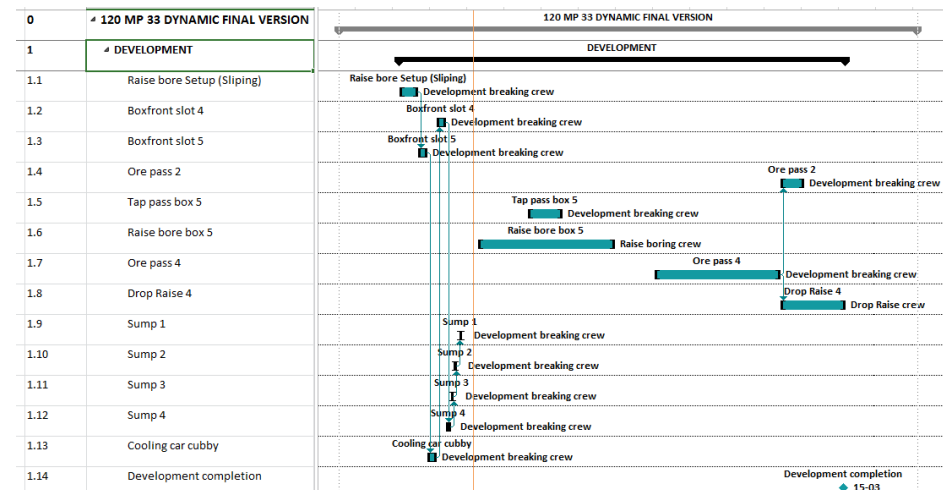 0 120 MP 33 DYNAMIC FINAL VERSION 120 MP 33 DYNAMIC FINAL VERSION
1 DEVELOPMENT DEVELOPMENT
1.1 Raise bore Setup (Sliping) Raise bore Setup (Sliping)
Development breaking crew
1.2 Boxfront slot 4 Boxfront slot 4
Development breaking crew
1.3 Boxfront slot 5 Boxfront slot 5
Development breaking crew
1.4 Ore pass 2 Ore pass 2
Development breaking crew
1.5 Tap pass box 5 Tap pass box 5
Development breaking crew
1.6 Raise bore box 5 Raise bore box 5
Raise boring crew
1.7 Ore pass 4 Ore pass 4
Development breaking crew
1.8 Drop Raise 4 Drop Raise 4
Drop Raise crew
1.9 Sump 1 Sump 1
Development breaking crew
1.10 Sump 2 Sump 2
Development breaking crew
1.11 Sump 3 Sump 3
Development breaking crew
1.12 Sump 4 Sump 4
Development breaking crew
1.13 Cooling car cubby Cooling car cubby
Development breaking crew
1.14 Development completion Development completion
15-03